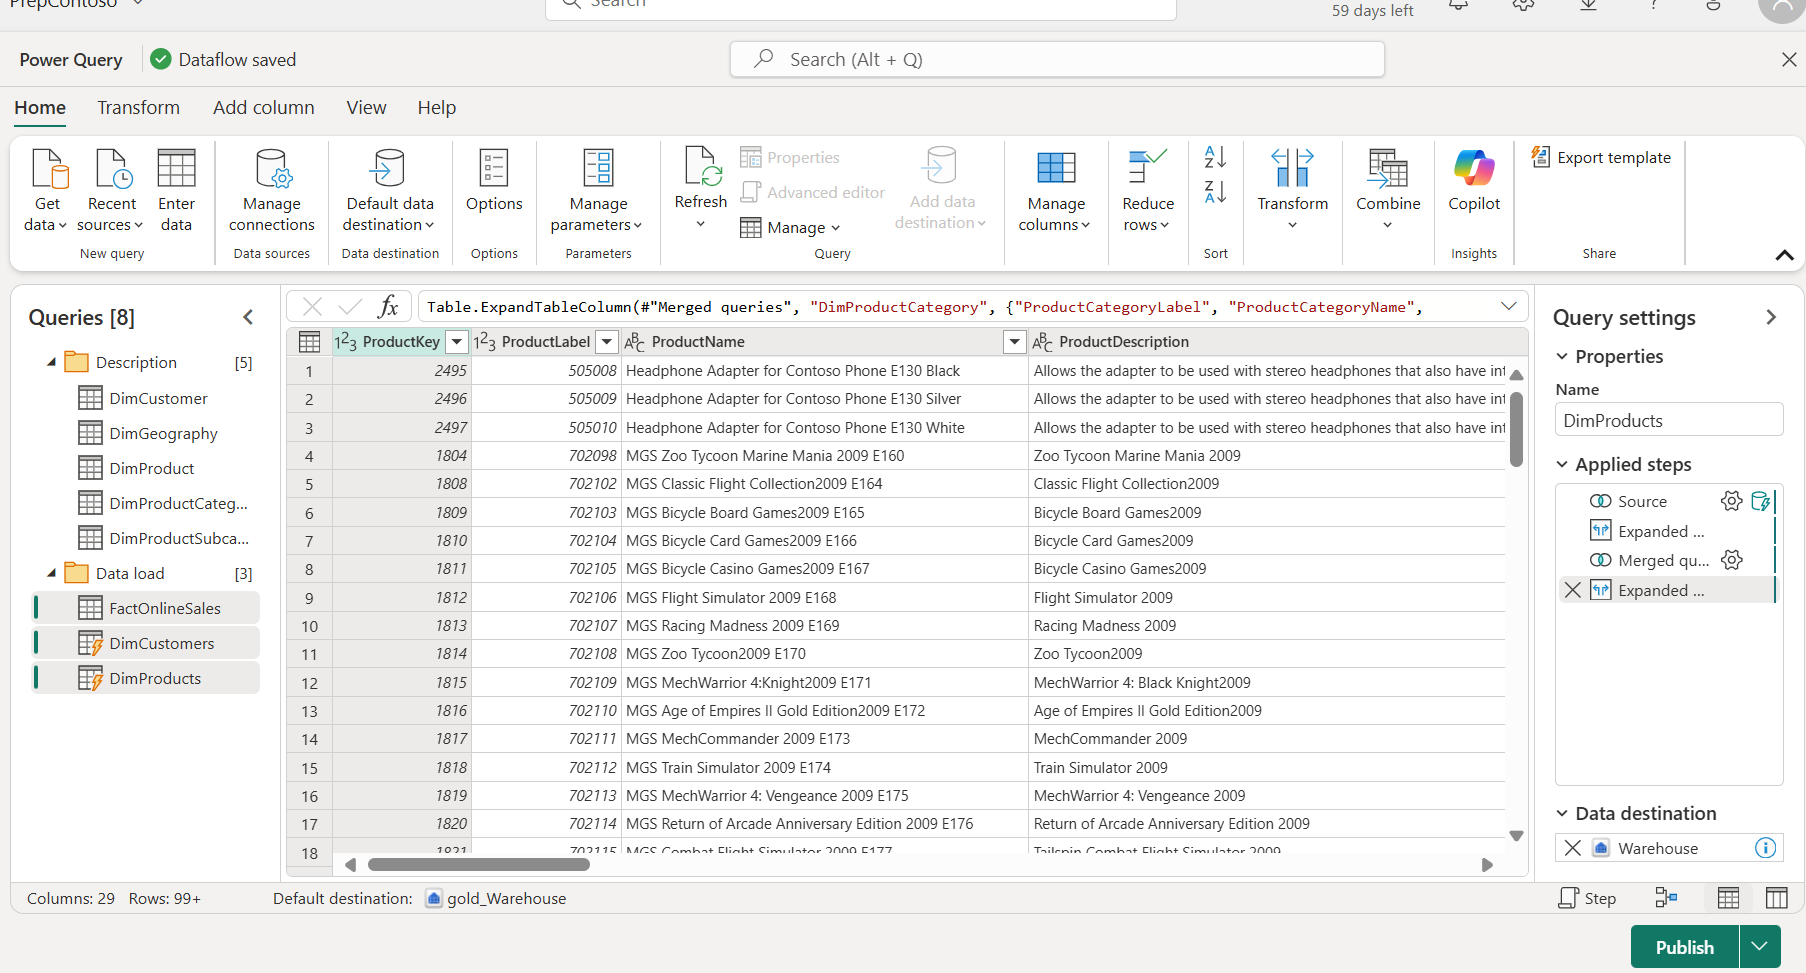 PrepContoso
Search
59 days left
?
Power Query
Dataflow saved
Search (Alt + Q)
Home
Transform
Add column
View
Help
Get data
Recent sources
Enter data
New query
Manage connections
Data sources
Default data destination
Data destination
Options
Options
Manage parameters
Parameters
Refresh
Properties
Advanced editor
Manage
Add data destination
Query
Manage columns
Reduce rows
A
Z
Z
A
Sort
Transform
Combine
Copilot
Insights
Export template
Share
Queries [8]
Description [5]
DimCustomer
DimGeography
DimProduct
DimProductCateg...
DimProductSubca...
Data load [3]
FactOnlineSales
DimCustomers
DimProducts
fx
Table.ExpandTableColumn(#"Merged queries", "DimProductCategory", {"ProductCategoryLabel", "ProductCategoryName",
123 ProductKey 123 ProductLabel ABC ProductName ABC ProductDescription
1 2495 505008 Headphone Adapter for Contoso Phone E130 Black Allows the adapter to be used with stereo headphones that also have int
2 2496 505009 Headphone Adapter for Contoso Phone E130 Silver Allows the adapter to be used with stereo headphones that also have int
3 2497 505010 Headphone Adapter for Contoso Phone E130 White Allows the adapter to be used with stereo headphones that also have int
4 1804 702098 MGS Zoo Tycoon Marine Mania 2009 E160 Zoo Tycoon Marine Mania 2009
5 1808 702102 MGS Classic Flight Collection2009 E164 Classic Flight Collection2009
6 1809 702103 MGS Bicycle Board Games2009 E165 Bicycle Board Games2009
7 1810 702104 MGS Bicycle Card Games2009 E166 Bicycle Card Games2009
8 1811 702105 MGS Bicycle Casino Games2009 E167 Bicycle Casino Games2009
9 1812 702106 MGS Flight Simulator 2009 E168 Flight Simulator 2009
10 1813 702107 MGS Racing Madness 2009 E169 Racing Madness 2009
11 1814 702108 MGS Zoo Tycoon2009 E170 Zoo Tycoon2009
12 1815 702109 MGS MechWarrior 4:Knight2009 E171 MechWarrior 4: Black Knight2009
13 1816 702110 MGS Age of Empires II Gold Edition2009 E172 Age of Empires II Gold Edition2009
14 1817 702111 MGS MechCommander 2009 E173 MechCommander 2009
15 1818 702112 MGS Train Simulator 2009 E174 Train Simulator 2009
16 1819 702113 MGS MechWarrior 4: Vengeance 2009 E175 MechWarrior 4: Vengeance 2009
17 1820 702114 MGS Return of Arcade Anniversary Edition 2009 E176 Return of Arcade Anniversary Edition 2009
18 1821 702115 MGS Combat Flight Simulator 2009 E177 Tailspin Combat Flight Simulator 2009
Query settings
Properties
Name
DimProducts
Applied steps
Source
Expanded ...
Merged qu...
Expanded ...
Data destination
Warehouse
Columns: 29 Rows: 99+
Default destination: gold_Warehouse
Step
Publish